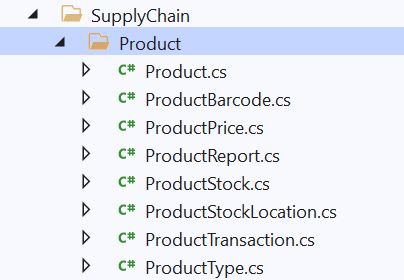 SupplyChain
Product
C# Product.cs
C# ProductBarcode.cs
C# ProductPrice.cs
C# ProductReport.cs
C# ProductStock.cs
C# ProductStockLocation.cs
C# ProductTransaction.cs
C# ProductType.cs